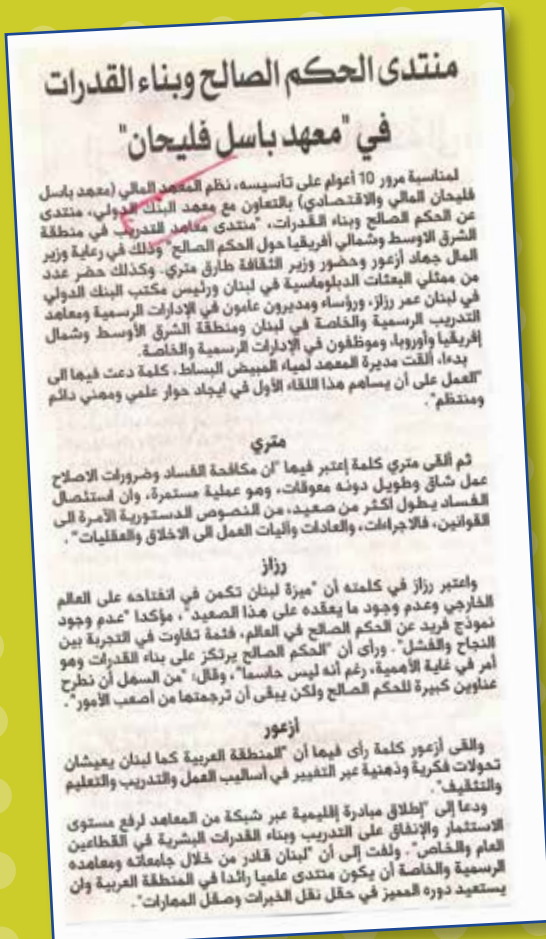 منتدى الحكم الصالح وبناء القدرات
في "معهد باسل فليحان"
لمناسبة مرور 10 أعوام على تأسيسه، نظم المعهد المالي (معهد باسل
فليحان المالي والاقتصادي) بالتعاون مع معهد البنك الدولي، منتدى
عن الحكم الصالح وبناء القدرات، "منتدى معاهد التدريب في منطقة
الشرق الاوسط وشمالي أفريقيا حول الحكم الصالح" وذلك في رعاية وزير
المال جهاد أزعور وحضور وزير الثقافة طارق متري. وكذلك حضر عدد
من ممثلي البعثات الدبلوماسية في لبنان ورئيس مكتب البنك الدولي
في لبنان عمر رزاز، ورؤساء ومديرون عامون في الإدارات الرسمية ومعاهد
التدريب الرسمية والخاصة في لبنان ومنطقة الشرق الأوسط وشمال
إفريقيا وأوروبا، وموظفون في الإدارات الرسمية والخاصة.
بدءا، ألقت مديرة المعهد لمياء المبيض البساط، كلمة دعت فيها الى
"العمل على أن يساهم هذا اللقاء الأول في ايجاد حوار علمي ومهني دائم
ومنتظم".
متري
ثم ألقى متري كلمة إعتبر فيها "ان مكافحة الفساد وضرورات الاصلاح
عمل شاق وطويل دونه معوقات، وهو عملية مستمرة، وان استئصال
الفساد يطول اكثر من صعيد، من النصوص الدستورية الآمرة الى
القوانين، فالاجراءات، والعادات وآليات العمل الى الاخلاق والعقليات".
رزاز
واعتبر رزاز في كلمته أن "ميزة لبنان تكمن في انفتاحه على العالم
الخارجي وعدم وجود ما يعقده على هذا الصعيد"، مؤكدا "عدم وجود
نموذج فريد عن الحكم الصالح في العالم، فثمة تفاوت في التجربة بين
النجاح والفشل". ورأى أن "الحكم الصالح يرتكز على بناء القدرات وهو
أمر في غاية الأهمية، رغم أنه ليس حاسما"، وقال: "من السهل أن نطرح
عناوين كبيرة للحكم الصالح ولكن يبقى أن ترجمتها من أصعب الأمور".
أزعور
والقى أزعور كلمة رأى فيها أن "المنطقة العربية كما لبنان يعيشان
تحولات فكرية وذهنية عبر التغيير في أساليب العمل والتدريب والتعليم
والتثقيف".
ودعا إلى "إطلاق مبادرة إقليمية عبر شبكة من المعاهد لرفع مستوى
الاستثمار والإنفاق على التدريب وبناء القدرات البشرية في القطاعين
العام والخاص". ولفت إلى أن "لبنان قادر من خلال جامعاته ومعاهده
الرسمية والخاصة أن يكون منتدى علميا رائدا في المنطقة العربية وان
يستعيد دوره المميز في حقل نقل الخبرات وصقل المهارات".